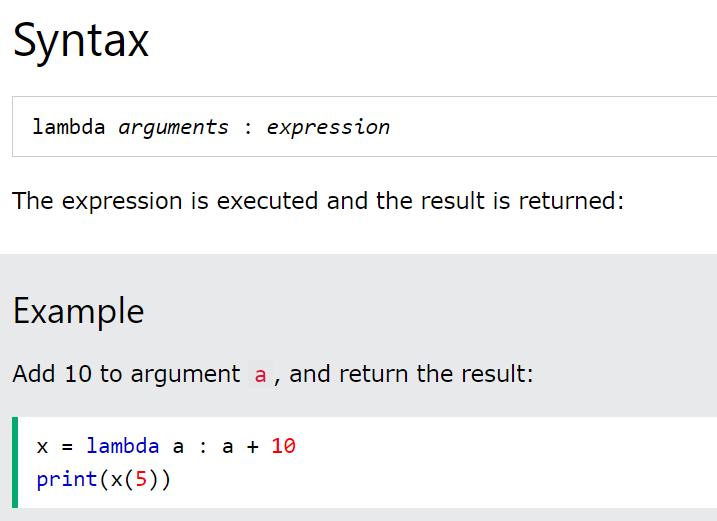 Syntax
lambda arguments : expression
The expression is executed and the result is returned:
Example
Add 10 to argument a , and return the result:
x = lambda a : a + 10
print(x(5))